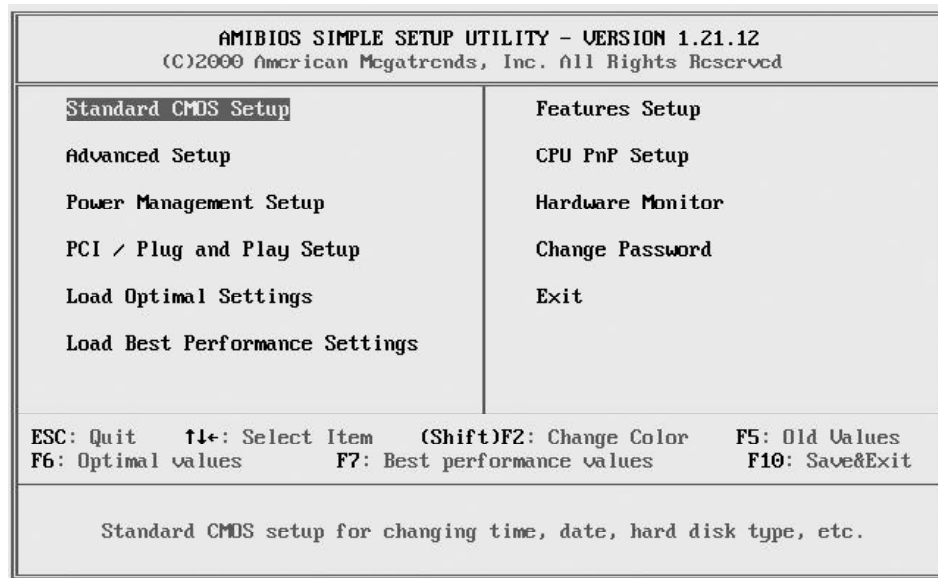 AMIBIOS SIMPLE SETUP UTILITY - VERSION 1.21.12
(C)2000 American Megatrends, Inc. All Rights Reserved
Standard CMOS Setup
Advanced Setup
Power Management Setup
PCI / Plug and Play Setup
Load Optimal Settings
Load Best Performance Settings
Features Setup
CPU PnP Setup
Hardware Monitor
Change Password
Exit
ESC: Quit ↑↓←: Select Item (Shift)F2: Change Color F5: Old Values
F6: Optimal values F7: Best performance values F10: Save&Exit
Standard CMOS setup for changing time, date, hard disk type, etc.